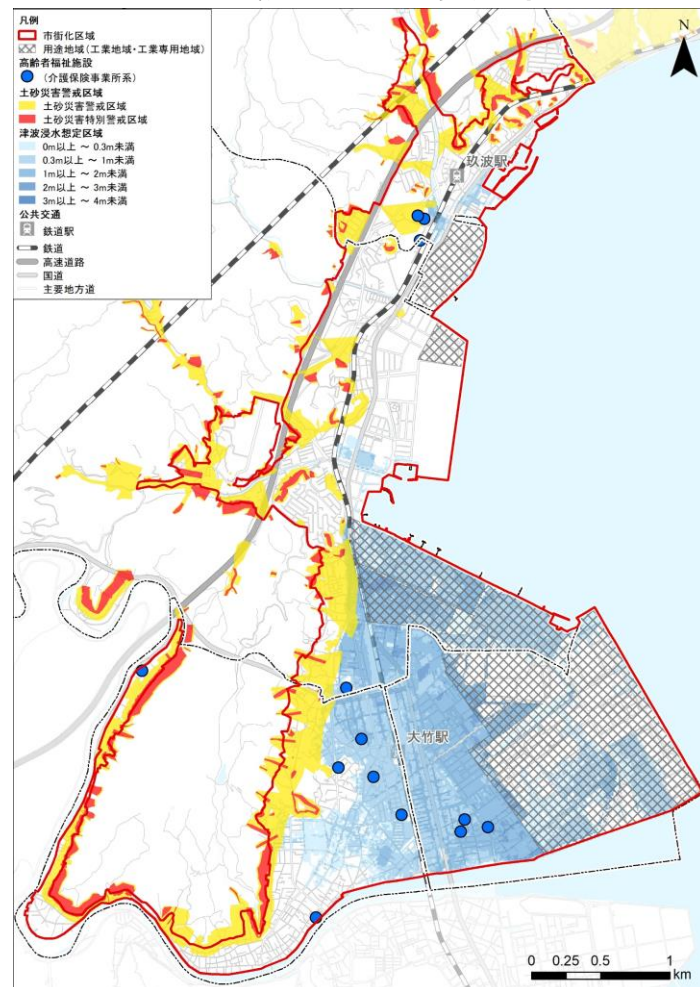 凡例
市街化区域
用途地域(工業地域・工業専用地域)
高齢者福祉施設
(介護保険事業所系)
土砂災害警戒区域
土砂災害警戒区域
土砂災害特別警戒区域
津波浸水想定区域
0m以上 ～ 0.3m未満
0.3m以上 ～ 1m未満
1m以上 ～ 2m未満
2m以上 ～ 3m未満
3m以上 ～ 4m未満
公共交通
鉄道駅
鉄道
高速道路
国道
主要地方道
N
玖波駅
大竹駅
0 0.25 0.5 1
km